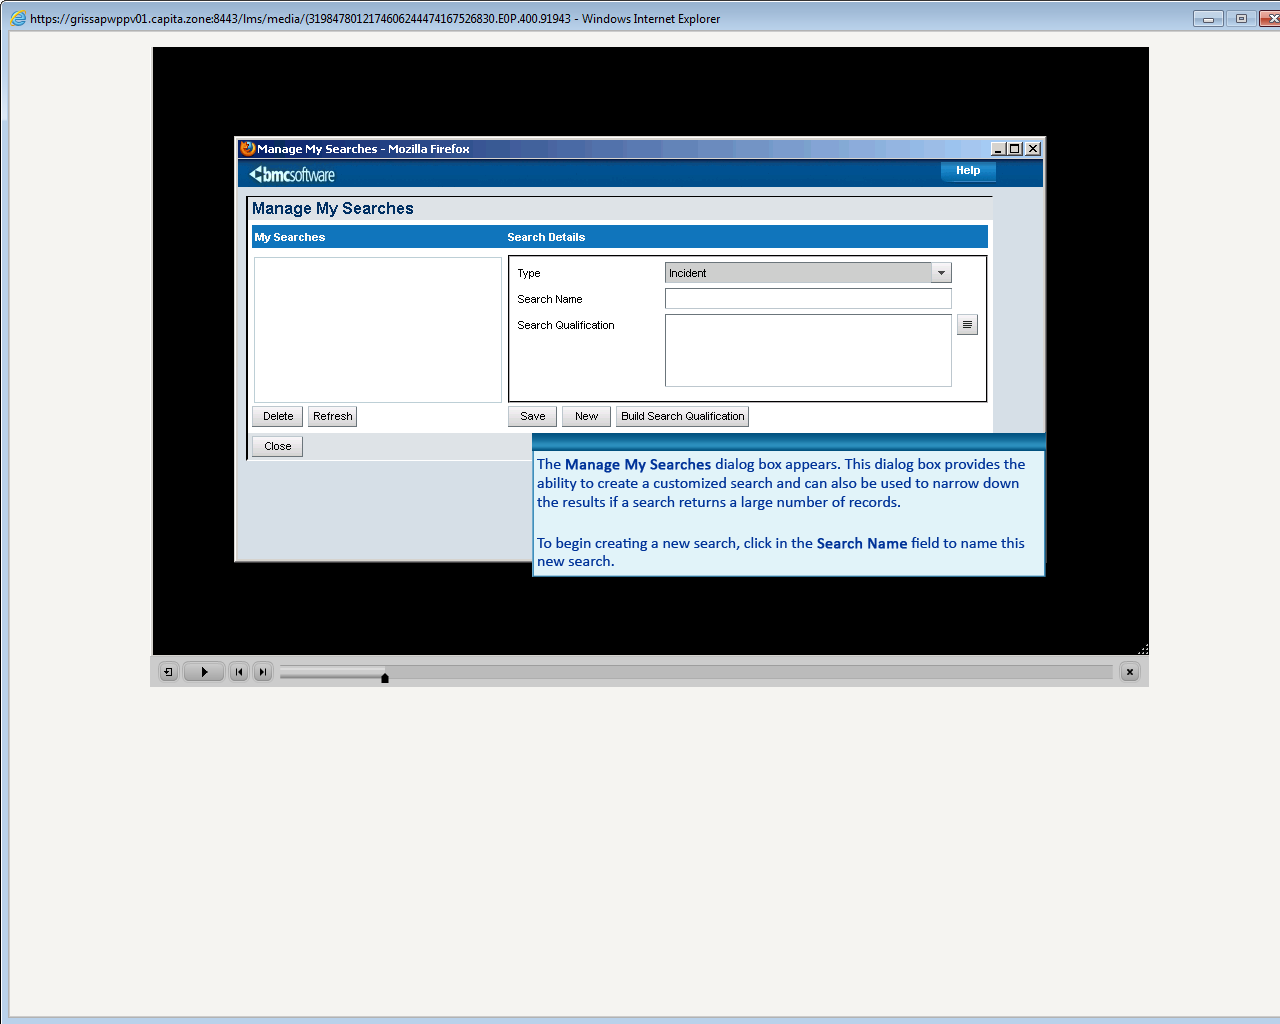 https://grissapwppv01.capita.zone:8443/lms/media/(3198478012174606244474167526830.E0P.400.91943 - Windows Internet Explorer
Manage My Searches - Mozilla Firefox
bmcsoftware
Help
Manage My Searches
My Searches
Search Details
Type
Incident
Search Name
Search Qualification
Delete
Refresh
Save
New
Build Search Qualification
Close
The Manage My Searches dialog box appears. This dialog box provides the
ability to create a customized search and can also be used to narrow down
the results if a search returns a large number of records.
To begin creating a new search, click in the Search Name field to name this
new search.